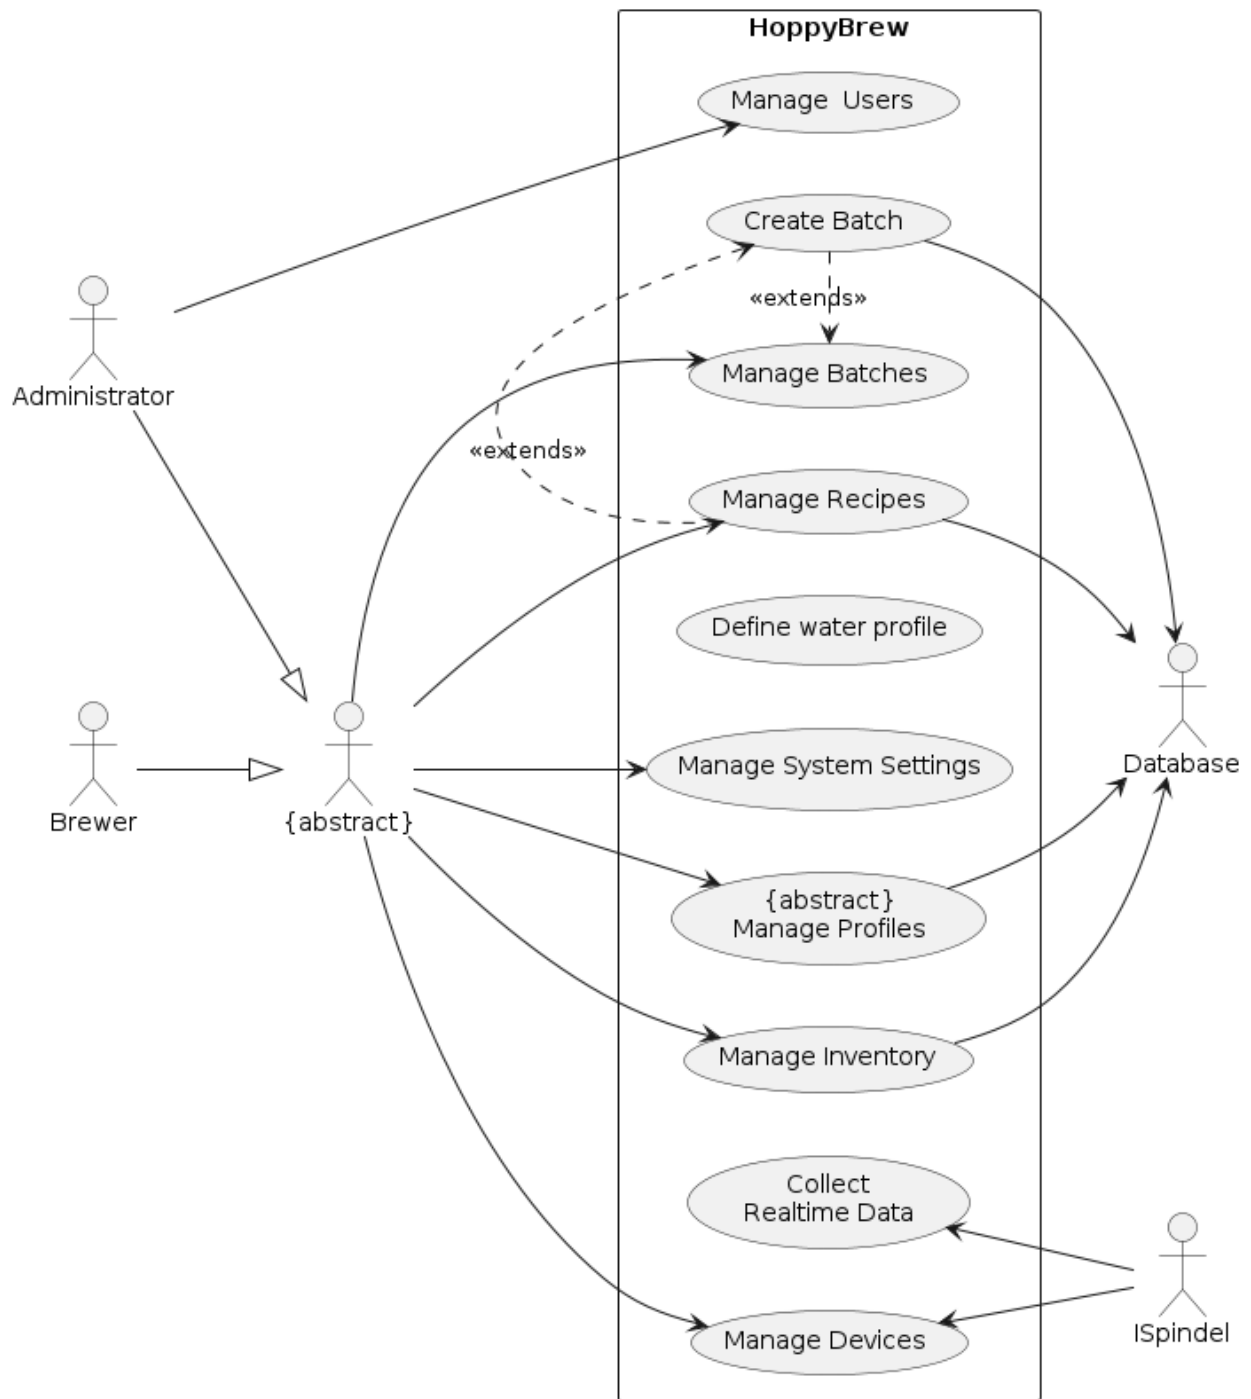 HoppyBrew
Manage  Users
Create Batch
«extends»
Administrator
Manage Batches
«extends»
Manage Recipes
Define water profile
Database
Manage System Settings
Brewer
{abstract}
{abstract}
Manage Profiles
Manage Inventory
Collect
Realtime Data
ISpindel
Manage Devices